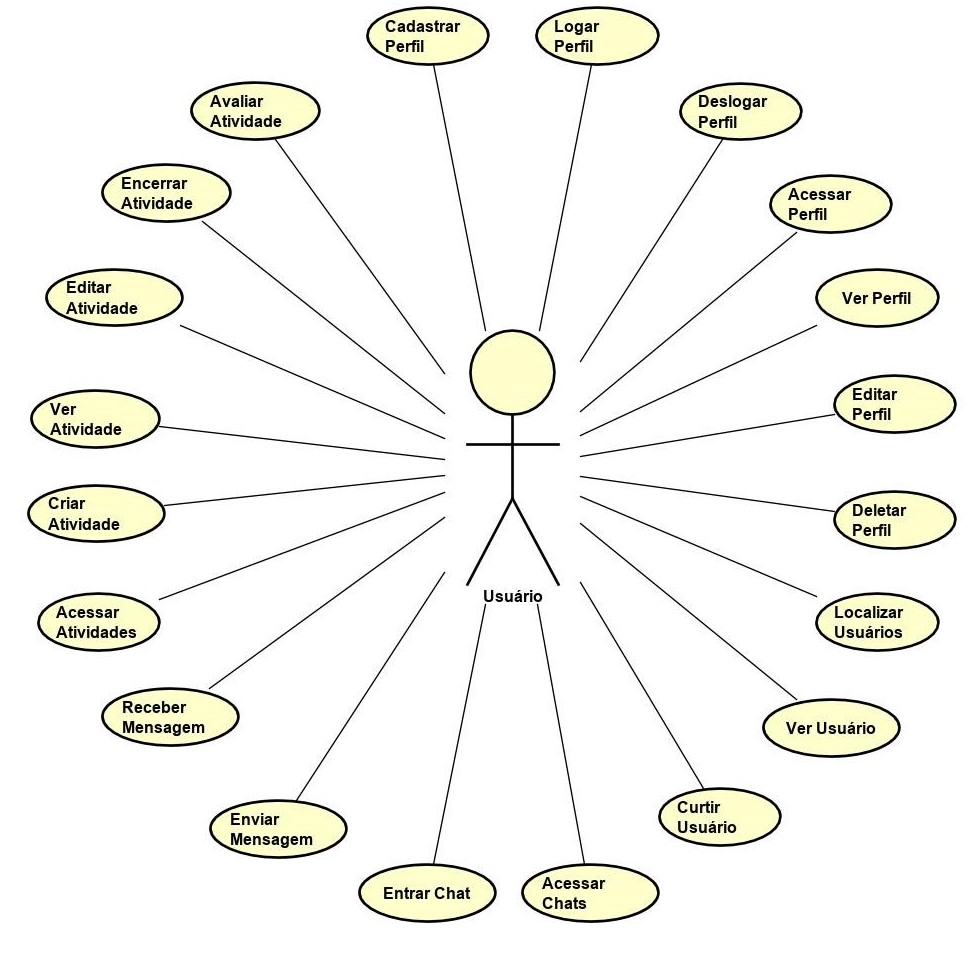 Cadastrar
Perfil
Logar
Perfil
Avaliar
Atividade
Deslogar
Perfil
Encerrar
Atividade
Acessar
Perfil
Editar
Atividade
Ver Perfil
Ver
Atividade
Editar
Perfil
Criar
Atividade
Deletar
Perfil
Usuário
Acessar
Atividades
Localizar
Usuários
Receber
Mensagem
Ver Usuário
Enviar
Mensagem
Curtir
Usuário
Entrar Chat
Acessar
Chats